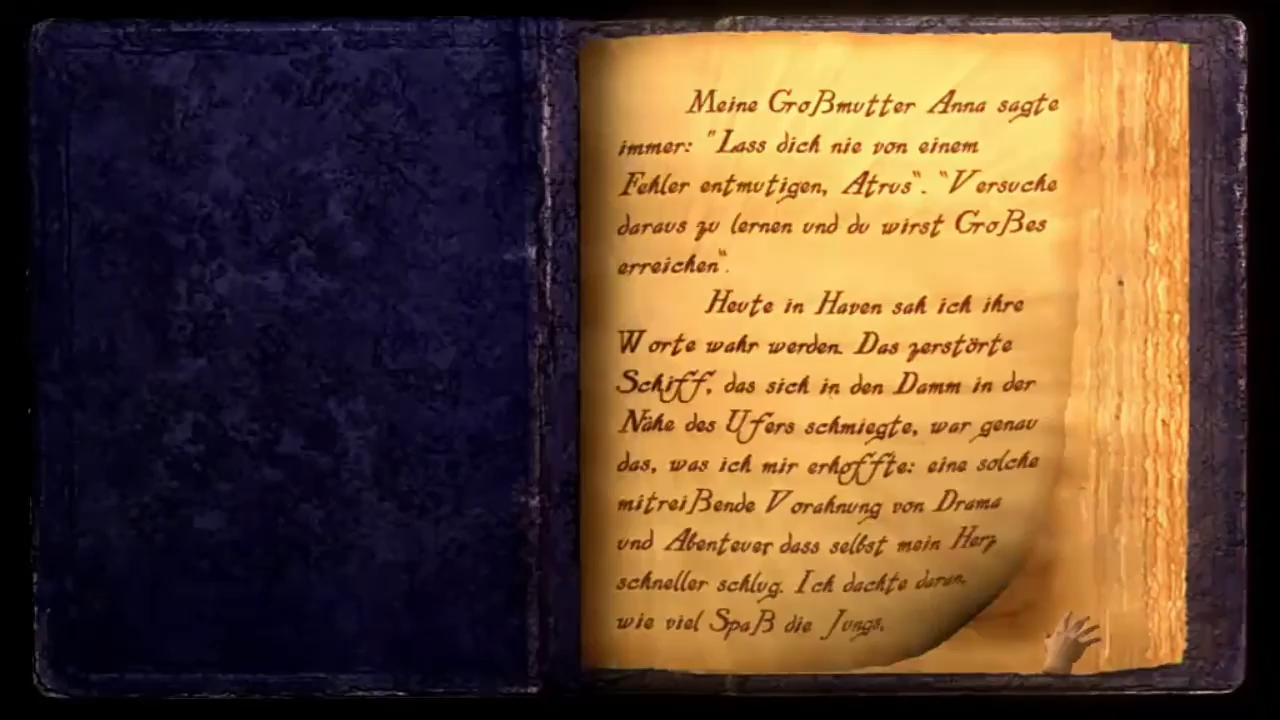 Meine Großmutter Anna sagte
immer: "Lass dich nie von einem
Fehler entmutigen, Atrus". "Versuche
daraus zu lernen und du wirst Großes
erreichen".
Heute in Haven sah ich ihre
Worte wahr werden. Das zerstörte
Schiff, das sich in den Damm in der
Nähe des Ufers schmiegte, war genau
das, was ich mir erhoffte: eine solche
mitreißende Vorahnung von Drama
und Abenteuer dass selbst mein Herz
schneller schlug. Ich dachte daran,
wie viel Spaß die Jungs,